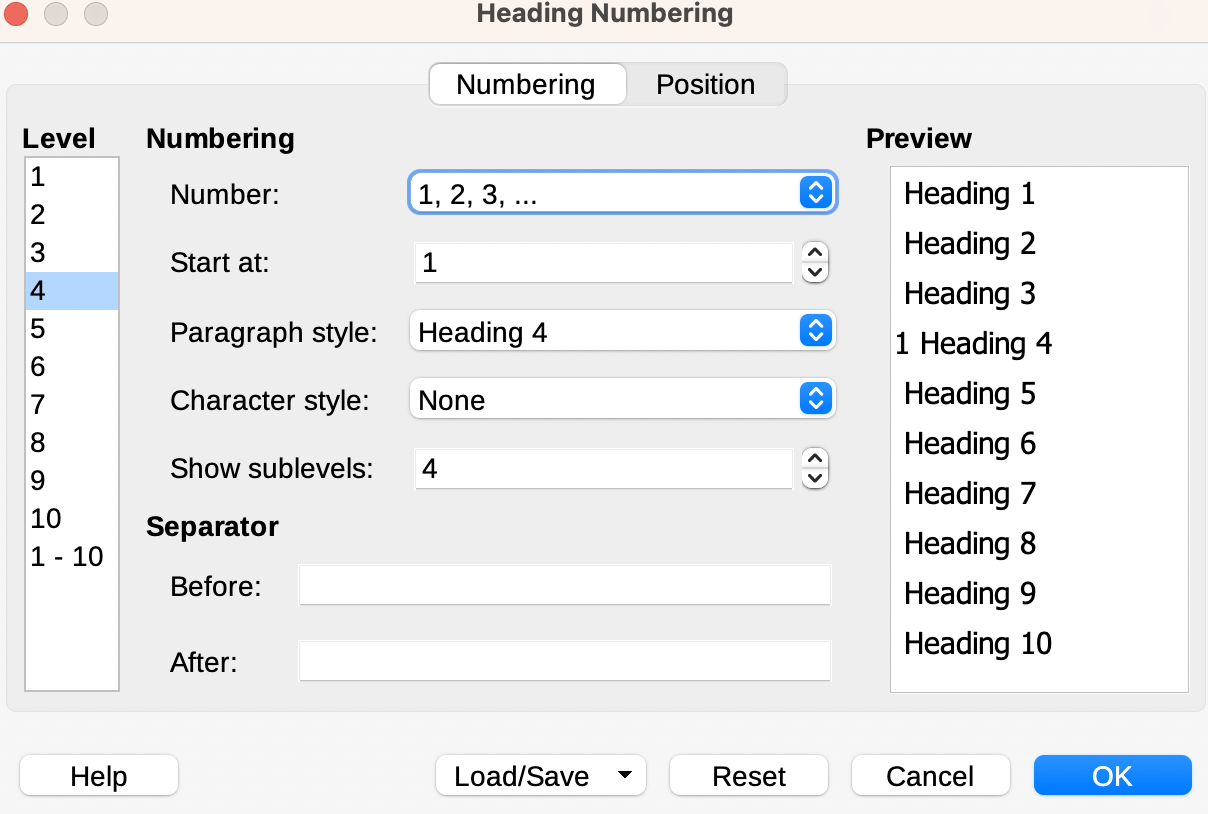 Heading Numbering
Numbering
Position
Level
1
2
3
4
5
6
7
8
9
10
1 - 10
Numbering
Number:
1, 2, 3, ...
Start at:
1
Paragraph style:
Heading 4
Character style:
None
Show sublevels:
4
Separator
Before:
After:
Preview
Heading 1
Heading 2
Heading 3
1 Heading 4
Heading 5
Heading 6
Heading 7
Heading 8
Heading 9
Heading 10
Help
Load/Save
Reset
Cancel
OK